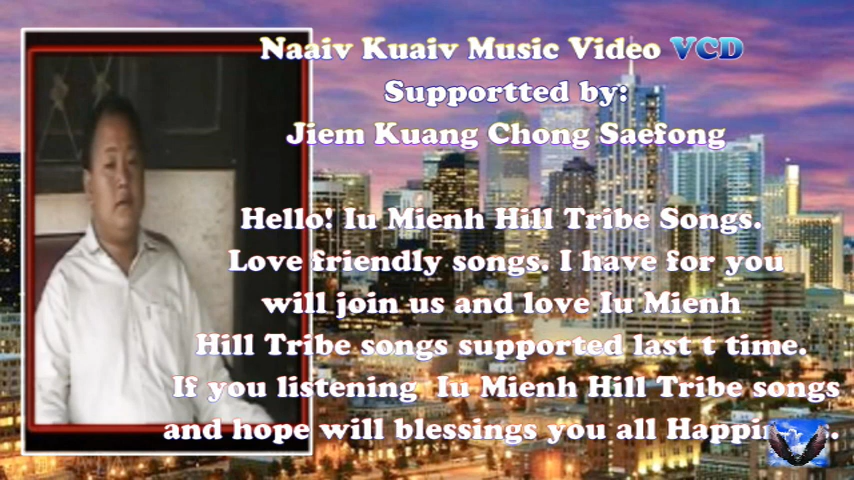 Naaiv Kuaiv Music Video VCD
Supportted by:
Jiem Kuang Chong Saefong
Hello! Iu Mienh Hill Tribe Songs.
Love friendly songs. I have for you
will join us and love Iu Mienh
Hill Tribe songs supported last t time.
If you listening Iu Mienh Hill Tribe songs
and hope will blessings you all